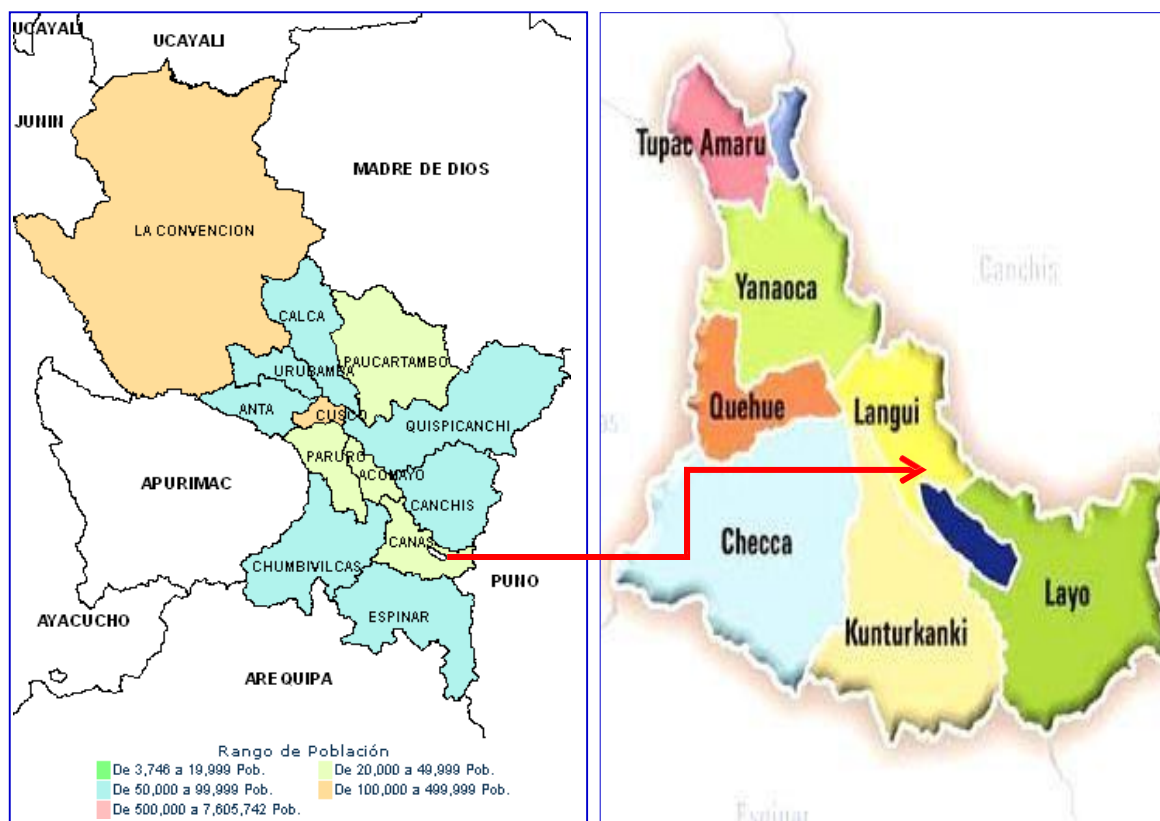 UCAYALI
UCAYALI
JUNIN
MADRE DE DIOS
LA CONVENCION
CALCA
PAUCARTAMBO
URUBAMBA
ANTA
CUSCO
QUISPICANCHI
PARURO
ACOMAYO
APURIMAC
CANCHIS
CANAS
CHUMBIVILCAS
PUNO
AYACUCHO
ESPINAR
AREQUIPA
Rango de Población
De 3,746 a 19,999 Pob.
De 20,000 a 49,999 Pob.
De 50,000 a 99,999 Pob.
De 100,000 a 499,999 Pob.
De 500,000 a 7,605,742 Pob.
Tupac Amaru
Canchis
Yanaoca
Quehue
Langui
Checca
Layo
Kunturkanki
Espinar